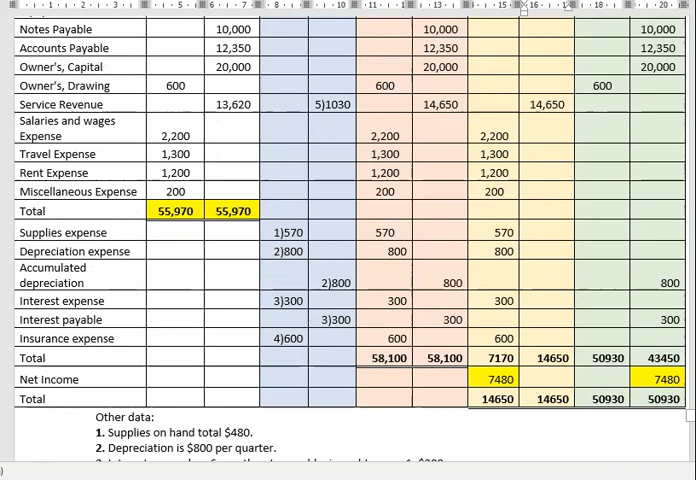 Notes Payable 10,000 10,000 10,000
Accounts Payable 12,350 12,350 12,350
Owner's, Capital 20,000 20,000 20,000
Owner's, Drawing 600 600 600
Service Revenue 13,620 5)1030 14,650 14,650
Salaries and wages
Expense 2,200 2,200 2,200
Travel Expense 1,300 1,300 1,300
Rent Expense 1,200 1,200 1,200
Miscellaneous Expense 200 200 200
Total 55,970 55,970
Supplies expense 1)570 570 570
Depreciation expense 2)800 800 800
Accumulated
depreciation 2)800 800 800
Interest expense 3)300 300 300
Interest payable 3)300 300 300
Insurance expense 4)600 600 600
Total 58,100 58,100 7170 14650 50930 43450
Net Income 7480 7480
Total 14650 14650 50930 50930
Other data:
1. Supplies on hand total $480.
2. Depreciation is $800 per quarter.